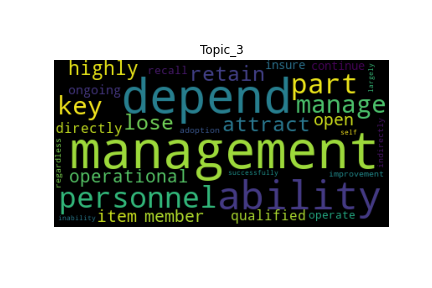 Topic_3
highly recall insure continue
ongoing retain part
key depend manage
directly lose attract open
adoption self
regardless management indirectly largely
operational successfully improvement
personnel ability
item member qualified operate
inability